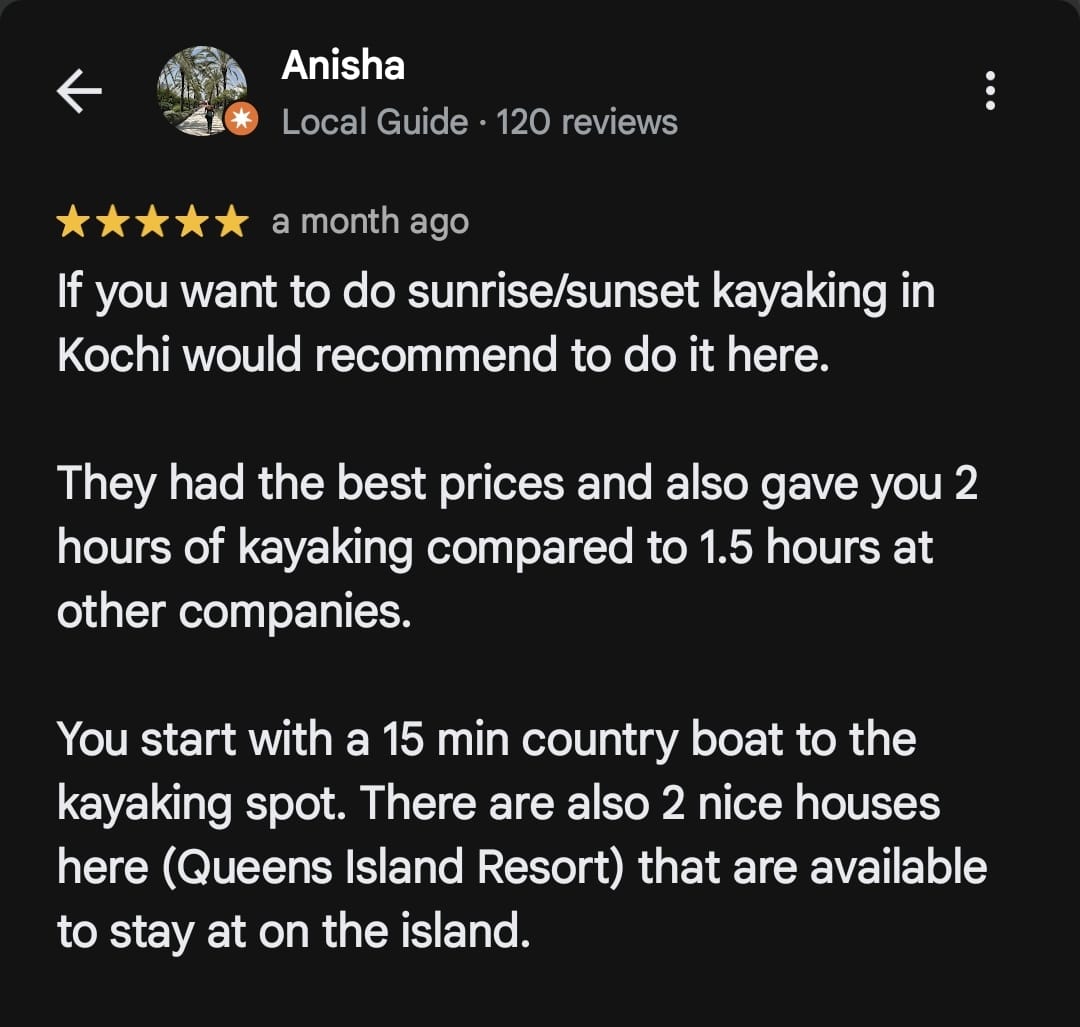 Anisha
Local Guide · 120 reviews
a month ago
If you want to do sunrise/sunset kayaking in
Kochi would recommend to do it here.
They had the best prices and also gave you 2
hours of kayaking compared to 1.5 hours at
other companies.
You start with a 15 min country boat to the
kayaking spot. There are also 2 nice houses
here (Queens Island Resort) that are available
to stay at on the island.